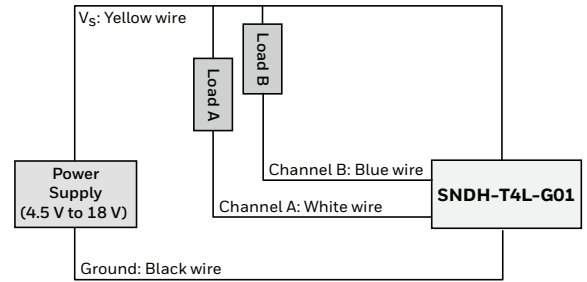 VS: Yellow wire
Load A
Load B
Power
Supply
(4.5 V to 18 V)
Channel B: Blue wire
SNDH-T4L-G01
Channel A: White wire
Ground: Black wire